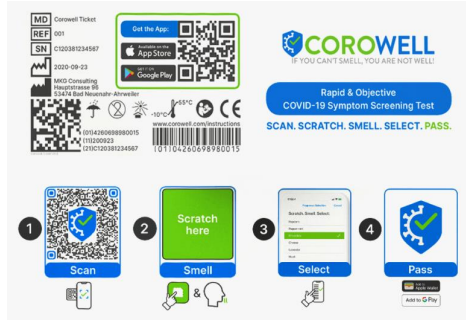 MD Corowell Ticket
REF 001
SN C120381234567
2020-09-23
MKG Consulting
Hauptstrasse 96
53474 Bad Neuenahr-Ahrweiler
(01)04260698980015
(11)200923
(21)C120381234567
Get the App:
Available on the
App Store
GET IT ON
Google Play
-10°C
55°C
www.corowell.com/instructions
(01)04260698980015
COROWELL
IF YOU CAN'T SMELL, YOU ARE NOT WELL!
Rapid & Objective
COVID-19 Symptom Screening Test
SCAN. SCRATCH. SMELL. SELECT. PASS.
1
Scan
2
Scratch
here
Smell
&
3
Scratch. Smell. Select.
Select
4
Pass
Add to
Apple Wallet
Add to G Pay